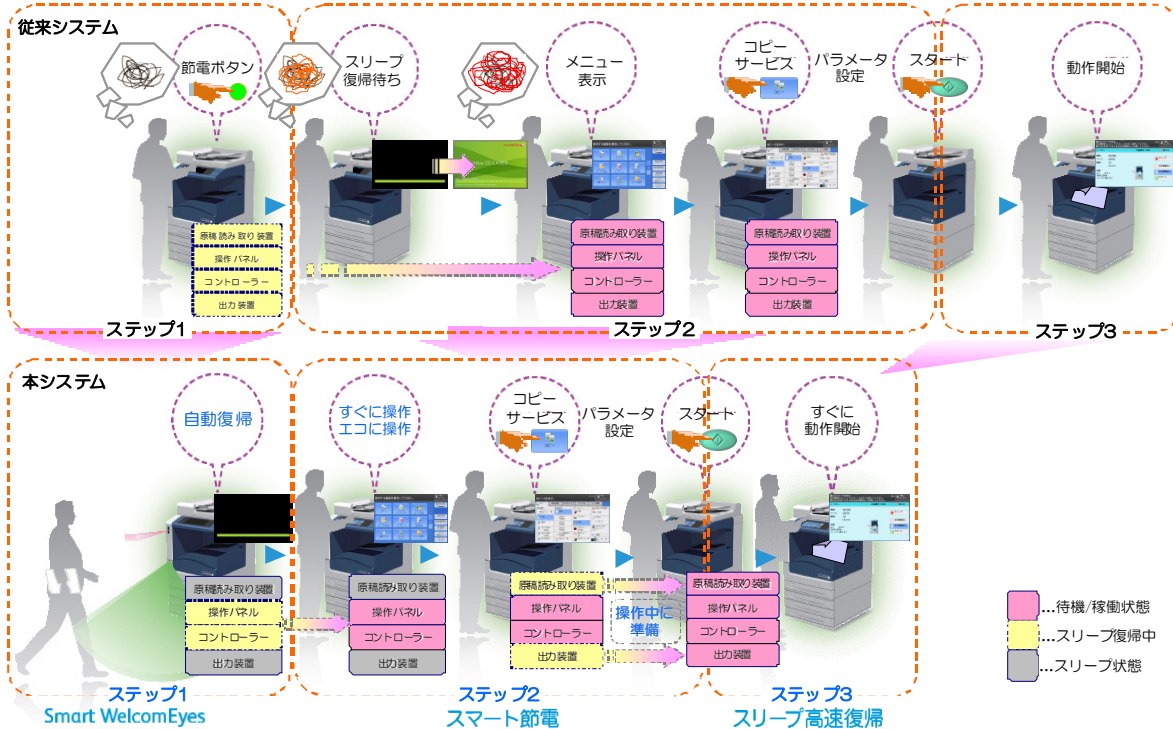 従来システム
節電ボタン
スリープ
復帰待ち
メニュー
表示
コピー
サービス
パラメータ
設定
スタート
動作開始
原稿読み取り装置
操作パネル
コントローラー
出力装置
原稿読み取り装置
操作パネル
コントローラー
出力装置
原稿読み取り装置
操作パネル
コントローラー
出力装置
ステップ1
ステップ2
ステップ3
本システム
自動復帰
すぐに操作
エコに操作
コピー
サービス
パラメータ
設定
スタート
すぐに
動作開始
原稿読み取り装置
操作パネル
コントローラー
出力装置
原稿読み取り装置
操作パネル
コントローラー
出力装置
原稿読み取り装置
操作パネル
コントローラー
出力装置
操作中に
準備
原稿読み取り装置
操作パネル
コントローラー
出力装置
...待機/稼働状態
...スリープ復帰中
...スリープ状態
ステップ1
ステップ2
ステップ3
Smart WelcomEyes
スマート節電
スリープ高速復帰